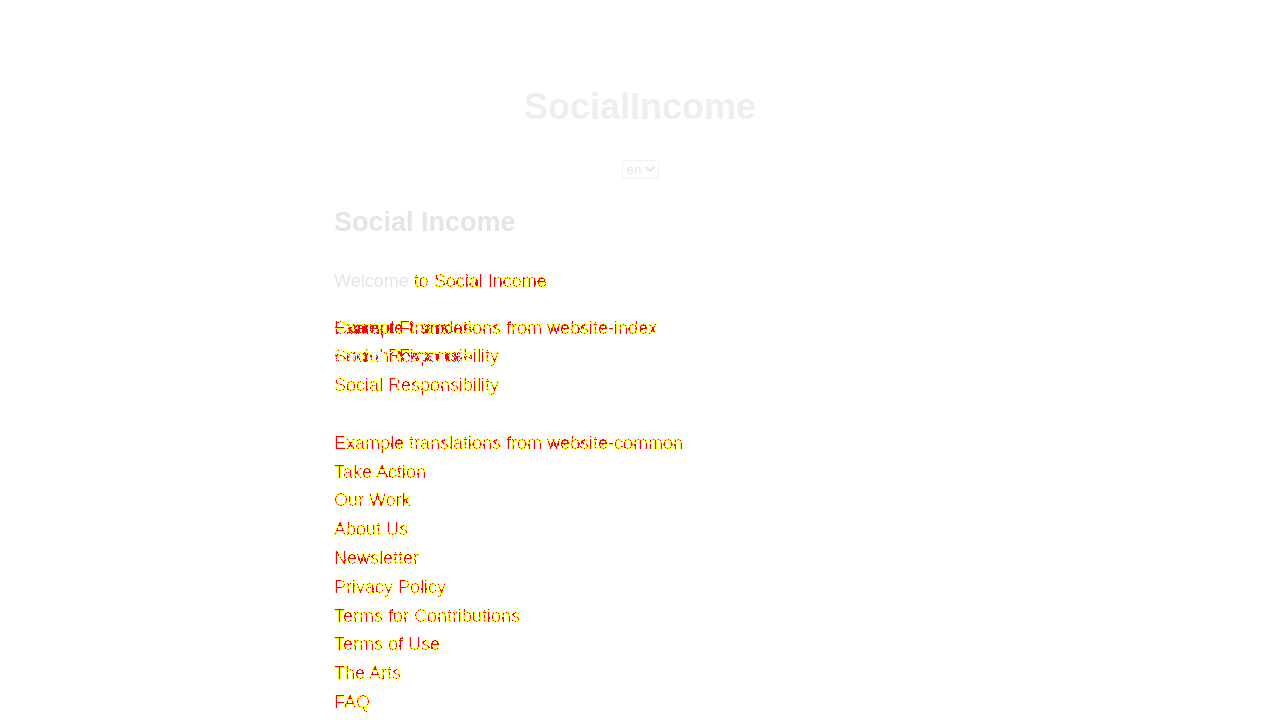 SocialIncome
en
Social Income
Welcome to Social Income
Example translations from website-index
Social Responsibility
Example translations from website-common
Take Action
Our Work
About Us
Newsletter
Privacy Policy
Terms for Contributions
Terms of Use
The Arts
FAQ